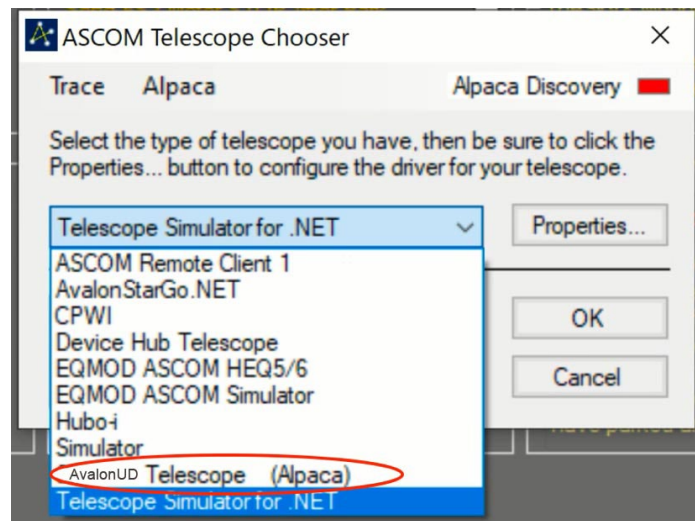 ASCOM Telescope Chooser
Trace Alpaca Alpaca Discovery
Select the type of telescope you have, then be sure to click the
Properties... button to configure the driver for your telescope.
Telescope Simulator for .NET
Properties...
ASCOM Remote Client 1
AvalonStarGo.NET
CPWI
Device Hub Telescope
EQMOD ASCOM HEQ5/6
EQMOD ASCOM Simulator
Hubo-i
Simulator
AvalonUD Telescope (Alpaca)
Telescope Simulator for .NET
OK
Cancel